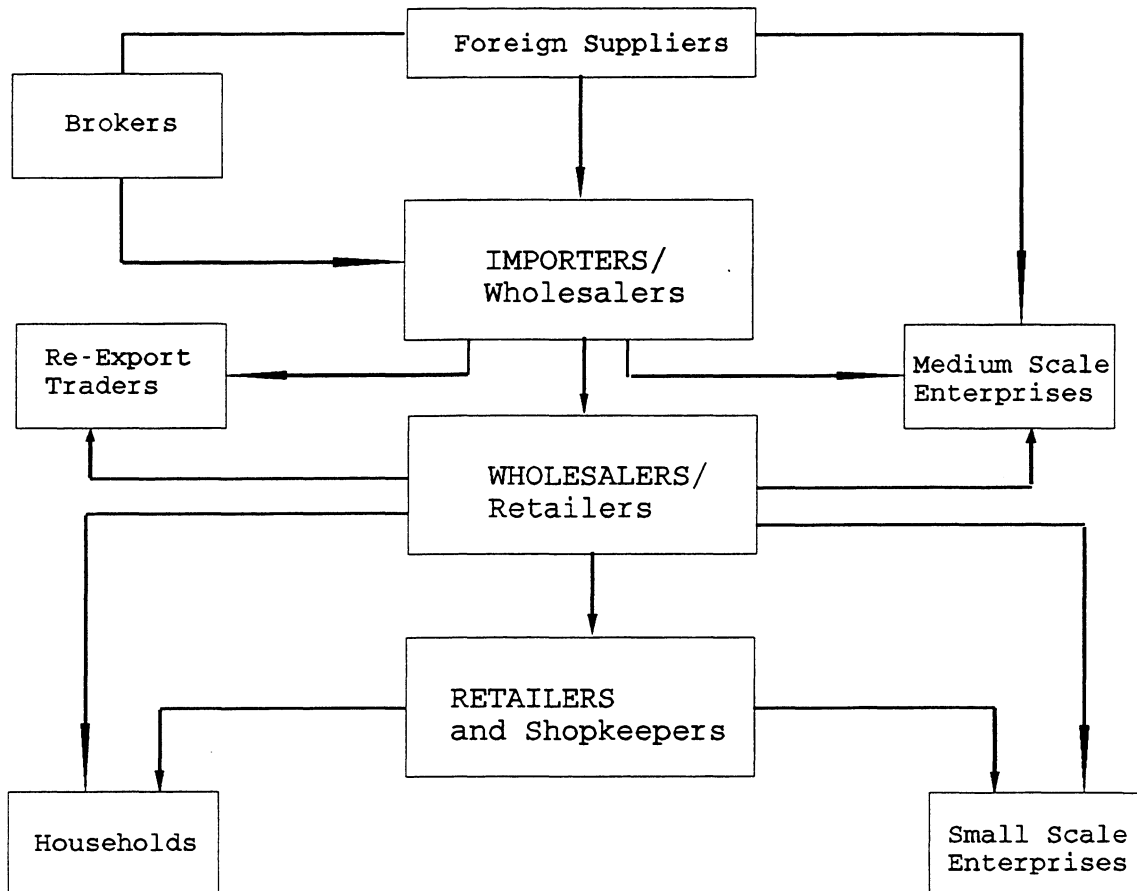 Foreign Suppliers
Brokers
IMPORTERS/
Wholesalers
Re-Export
Traders
Medium Scale
Enterprises
WHOLESALERS/
Retailers
RETAILERS
and Shopkeepers
Households
Small Scale
Enterprises